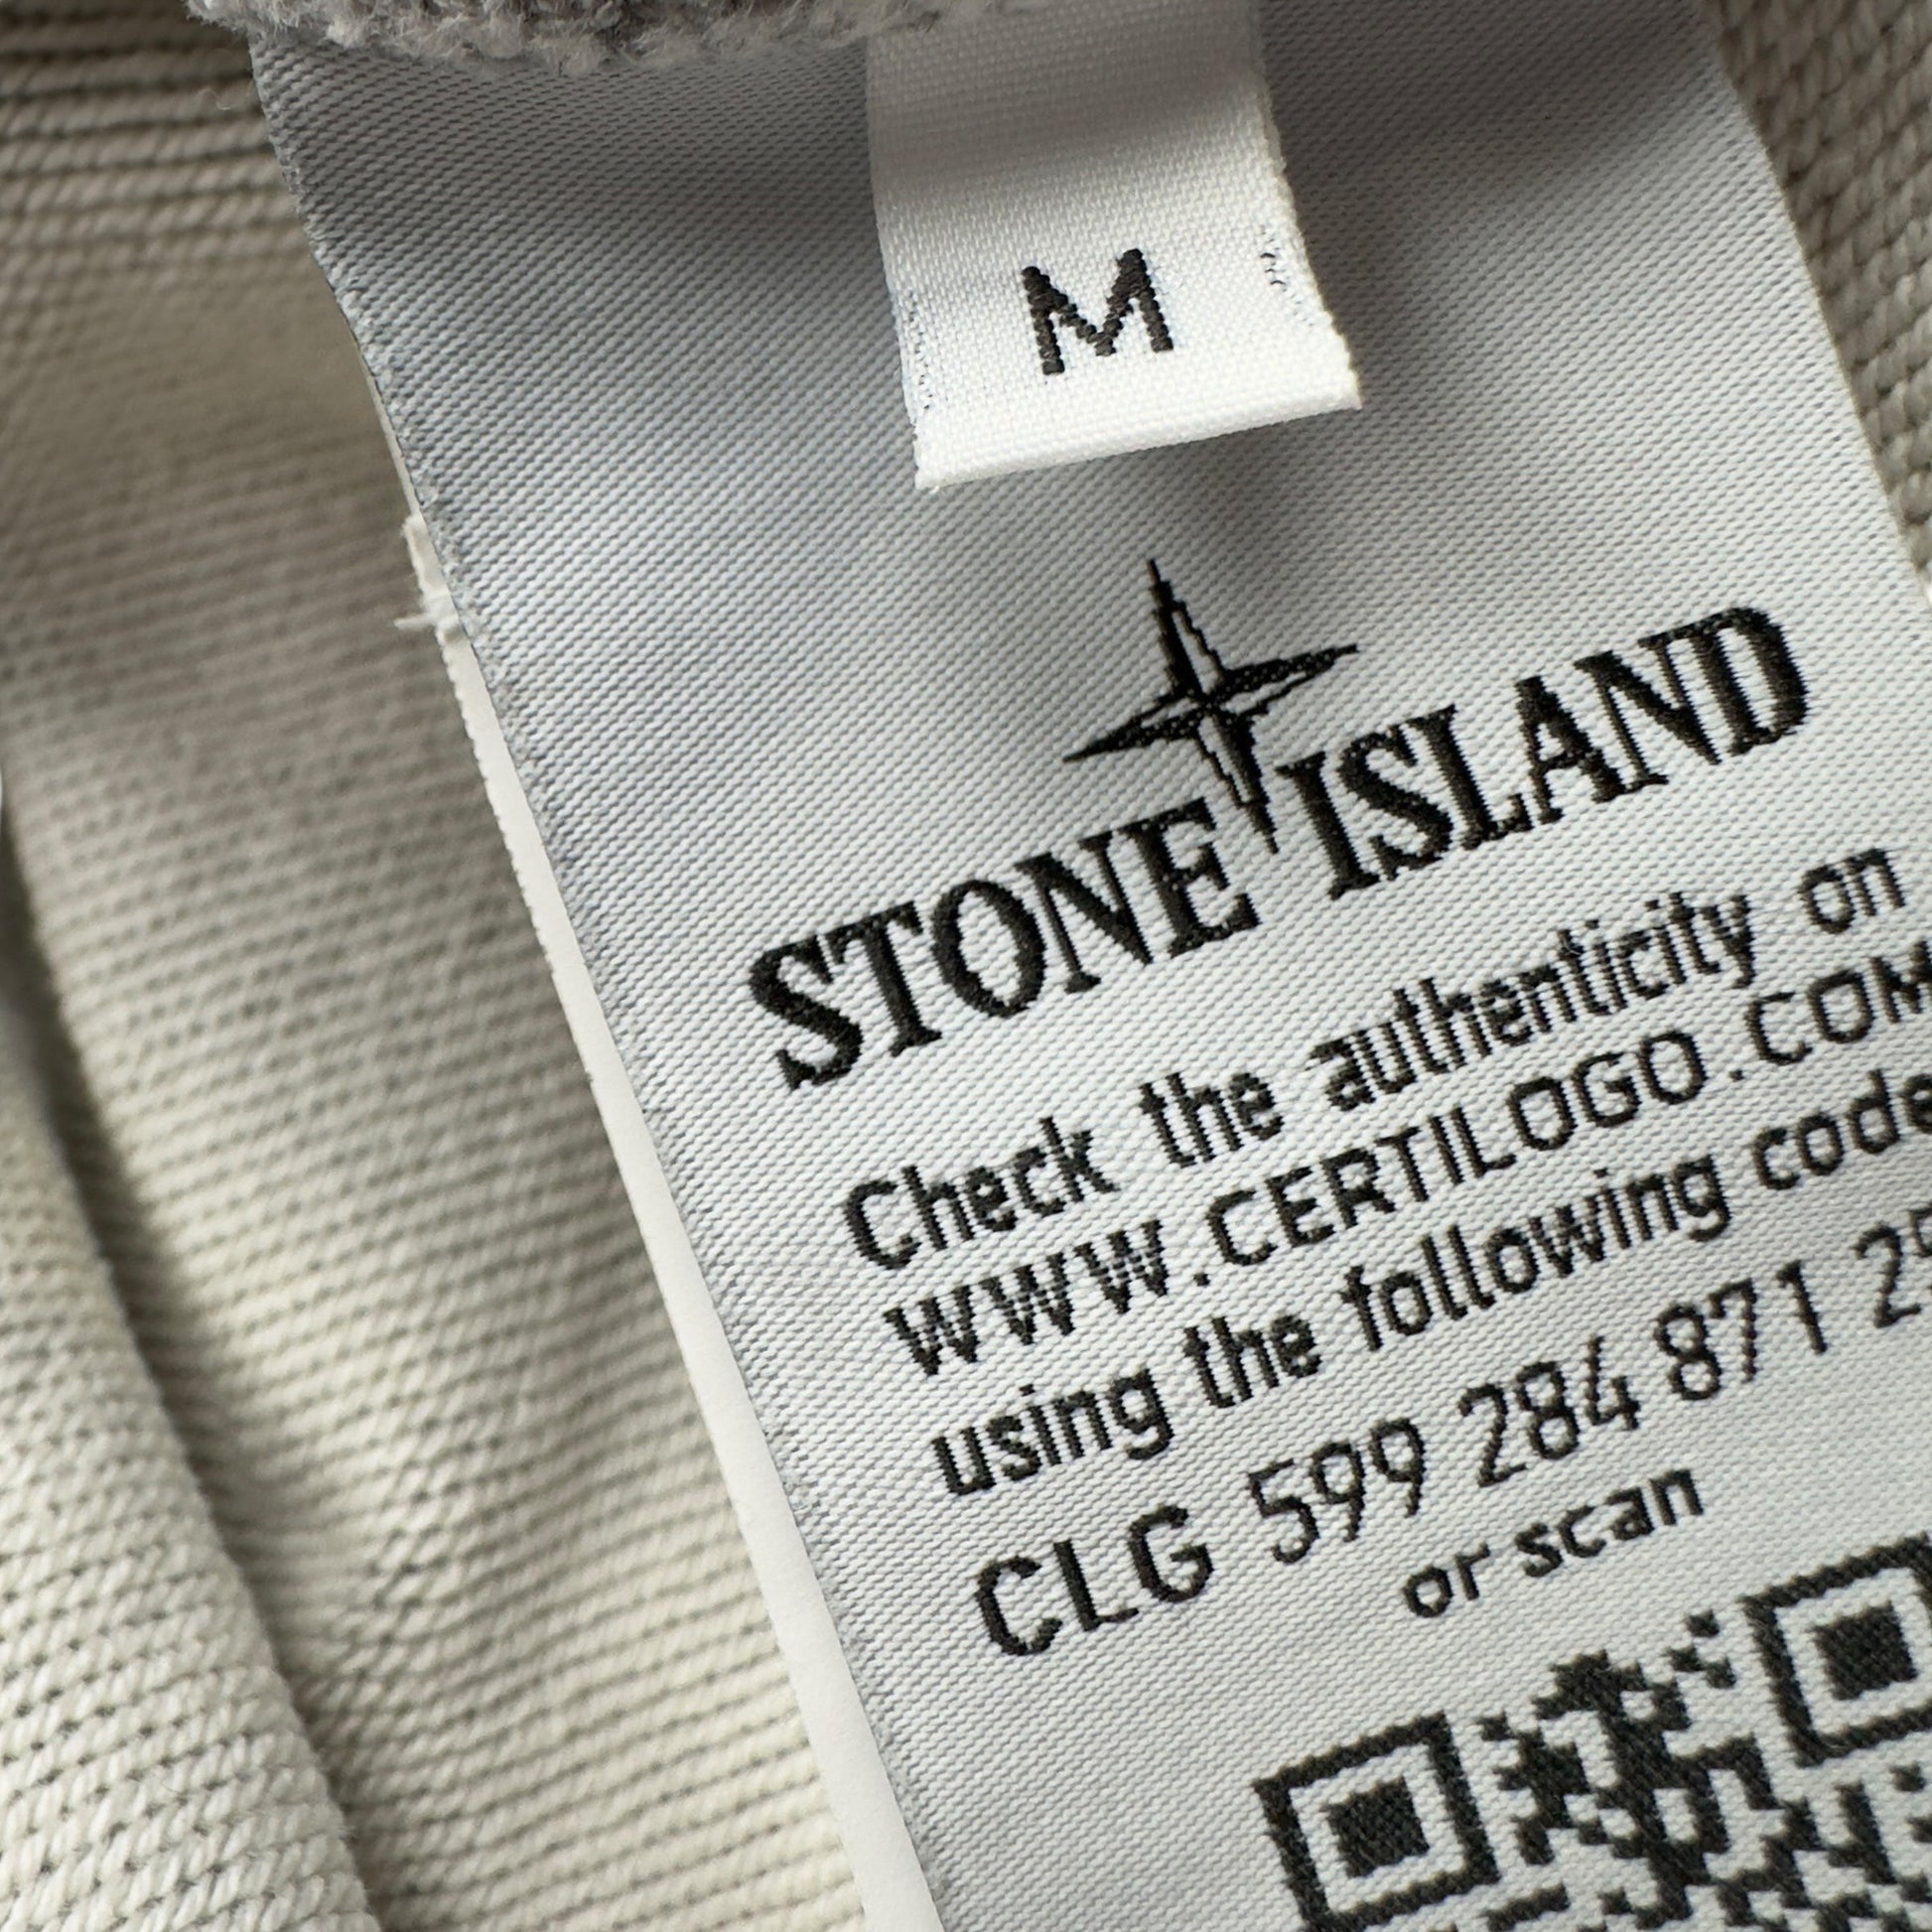 M
STONE ISLAND
Check the authenticity on
WWW.CERTILOGO.COM
using the following code
CLG 599 284 871
or scan